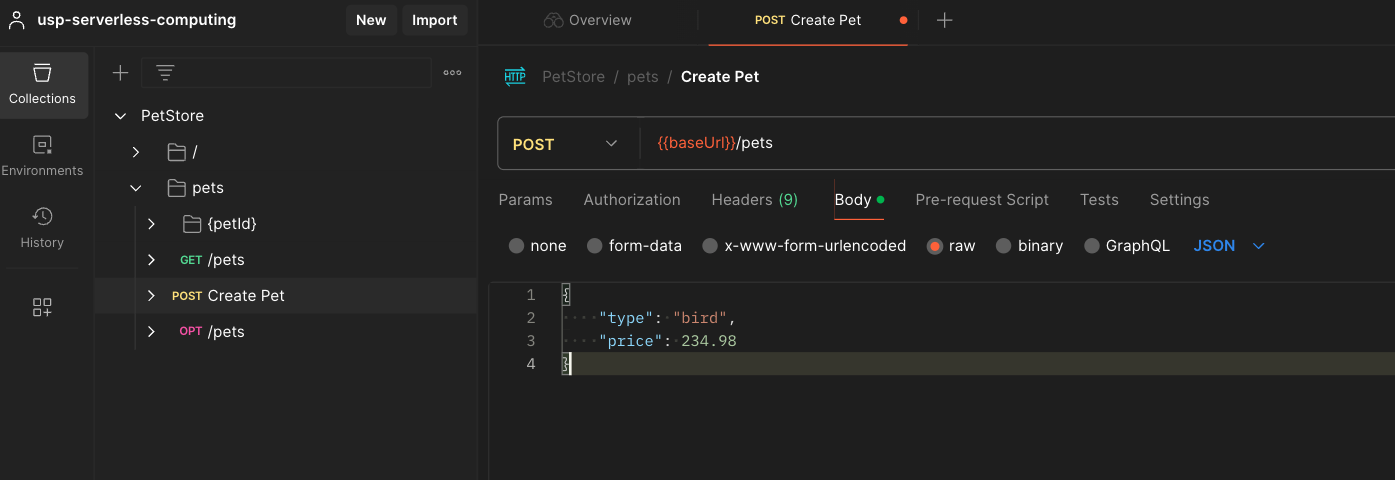 usp-serverless-computing
New
Import
Overview
POST Create Pet
Collections
Environments
History
PetStore
/
pets
{petId}
GET /pets
POST Create Pet
OPT /pets
HTTP
PetStore / pets / Create Pet
POST
{{baseUrl}}/pets
Params
Authorization
Headers (9)
Body
Pre-request Script
Tests
Settings
none
form-data
x-www-form-urlencoded
raw
binary
GraphQL
JSON
1 {
2 ····"type":·"bird",
3 ····"price":·234.98
4 }